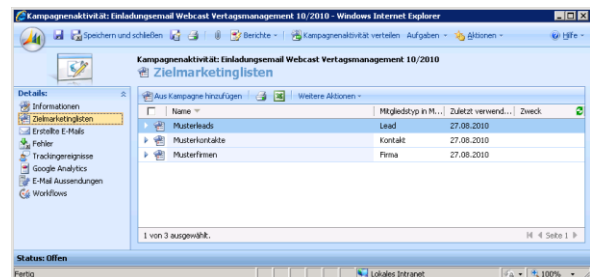 Kampagnenaktivität: Einladungsemail Webcast Vertagsmanagement 10/2010 - Windows Internet Explorer
Speichern und schließen Berichte Kampagnenaktivität verteilen Aufgaben Aktionen Hilfe
Kampagnenaktivität: Einladungsemail Webcast Vertagsmanagement 10/2010
Zielmarketinglisten
Details:
Informationen
Zielmarketinglisten
Erstellte E-Mails
Fehler
Trackingereignisse
Google Analytics
E-Mail Aussendungen
Workflows
Aus Kampagne hinzufügen Weitere Aktionen
Name Mitgliedstyp in M... Zuletzt verwend... Zweck
Musterleads Lead 27.08.2010
Musterkontakte Kontakt 27.08.2010
Musterfirmen Firma 27.08.2010
1 von 3 ausgewählt. Seite 1
Status: Offen
Fertig Lokales Intranet 100%